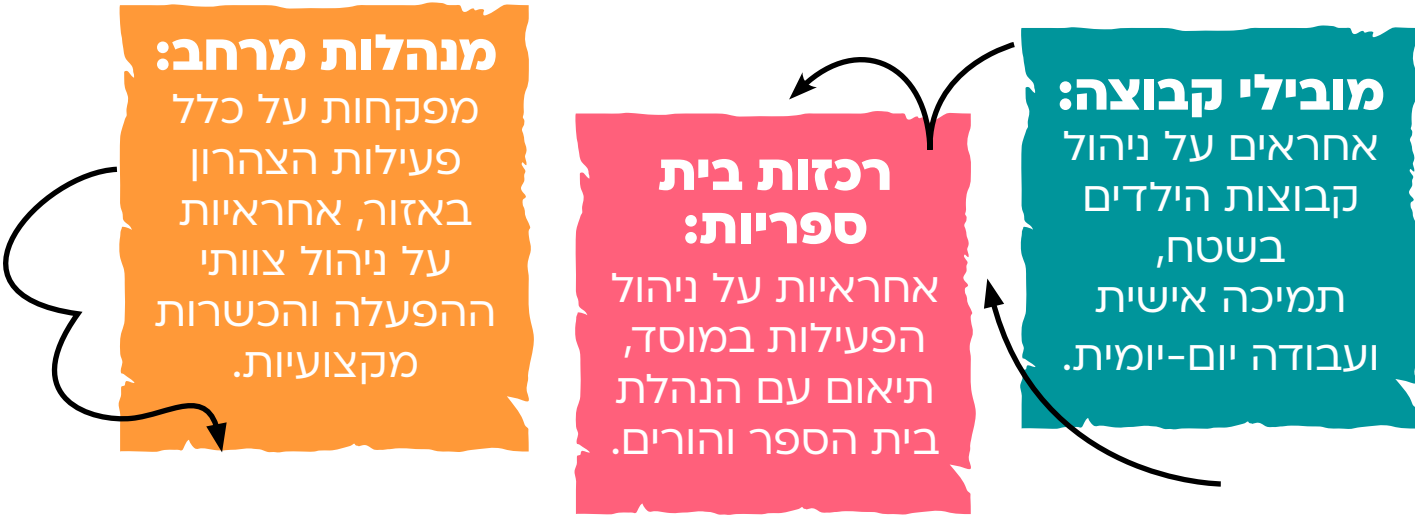 מובילי קבוצה:
אחראים על ניהול
קבוצות הילדים
בשטח,
תמיכה אישית
ועבודה יום-יומית.
רכזות בית
ספריות:
אחראיות על ניהול
הפעילות במוסד,
תיאום עם הנהלת
בית הספר והורים.
מנהלות מרחב:
מפקחות על כלל
פעילות הצהרון
באזור, אחראיות
על ניהול צוותי
ההפעלה והכשרות
מקצועיות.